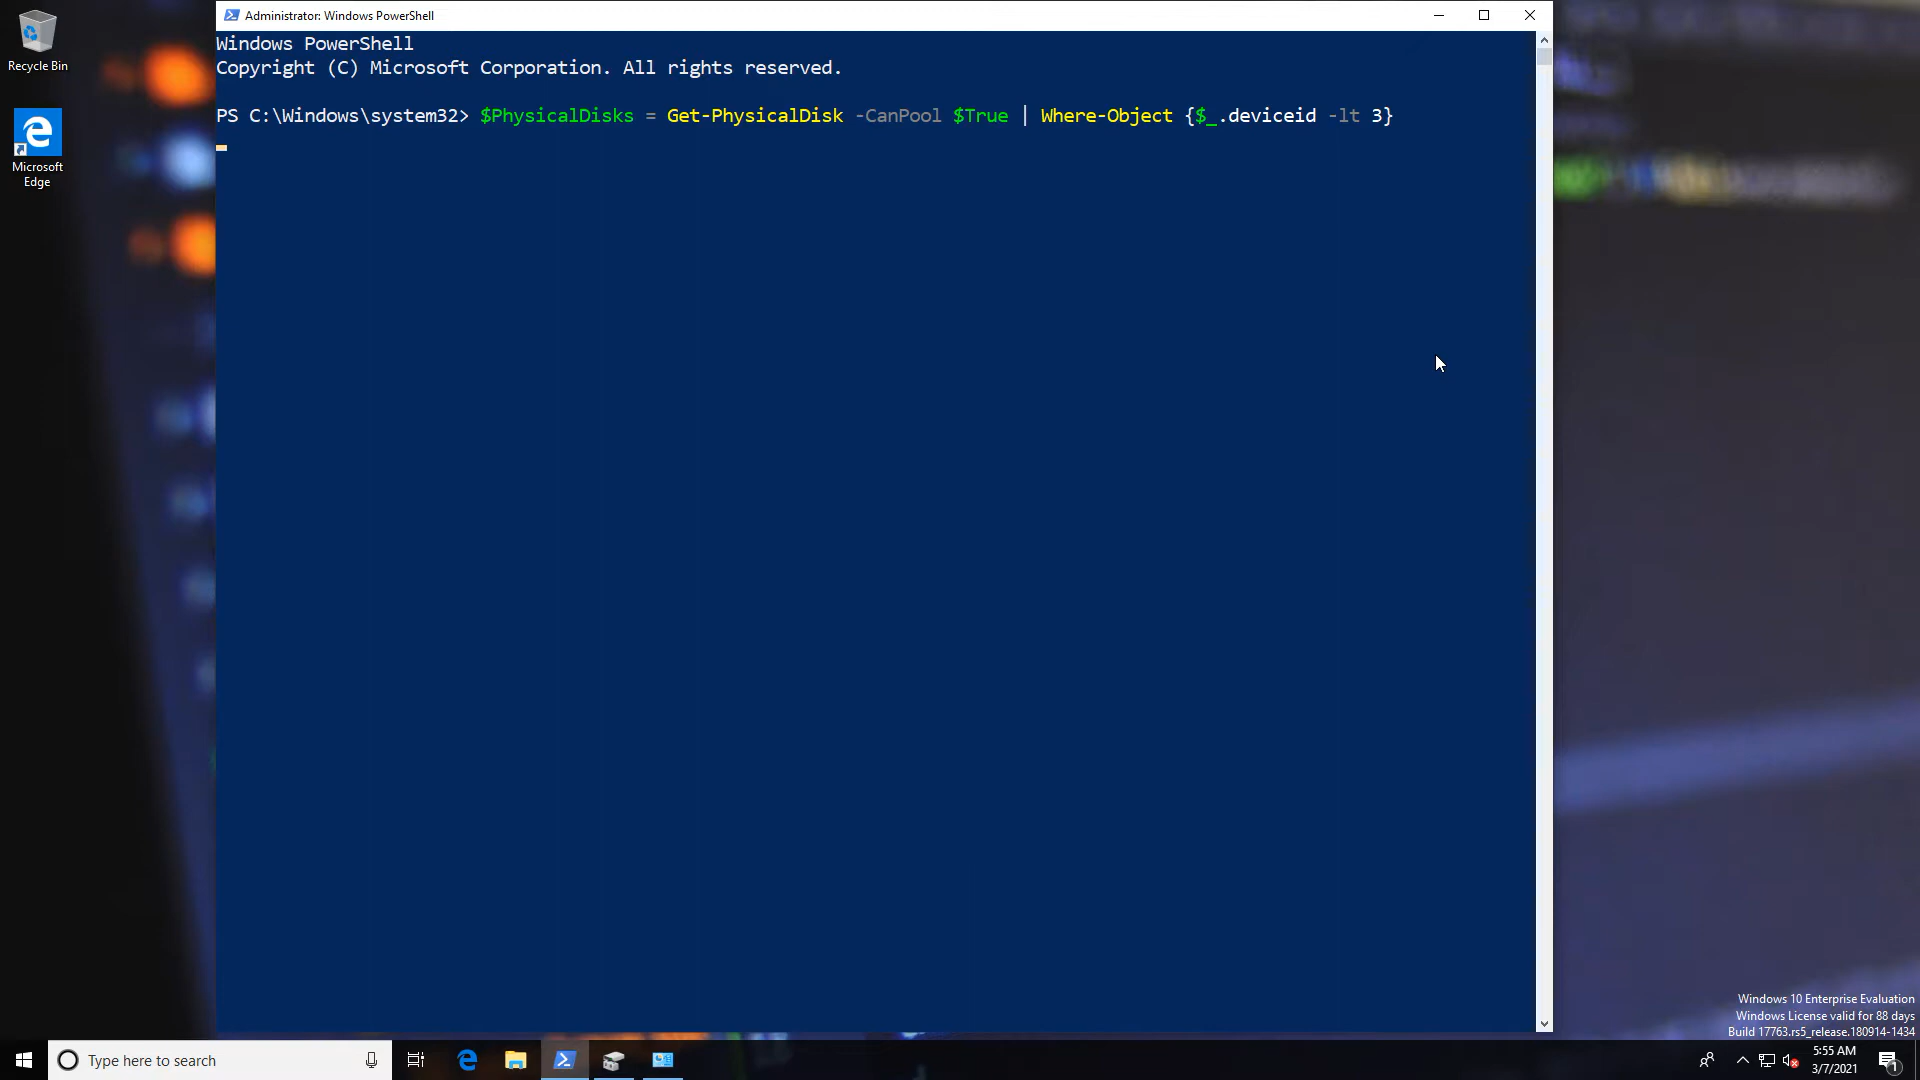 Recycle Bin
Microsoft
Edge
Administrator: Windows PowerShell
Windows PowerShell
Copyright (C) Microsoft Corporation. All rights reserved.
PS C:\Windows\system32> $PhysicalDisks = Get-PhysicalDisk -CanPool $True | Where-Object {$_.deviceid -lt 3}
Windows 10 Enterprise Evaluation
Windows License valid for 88 days
Build 17763.rs5_release.180914-1434
Type here to search
5:55 AM
3/7/2021
1